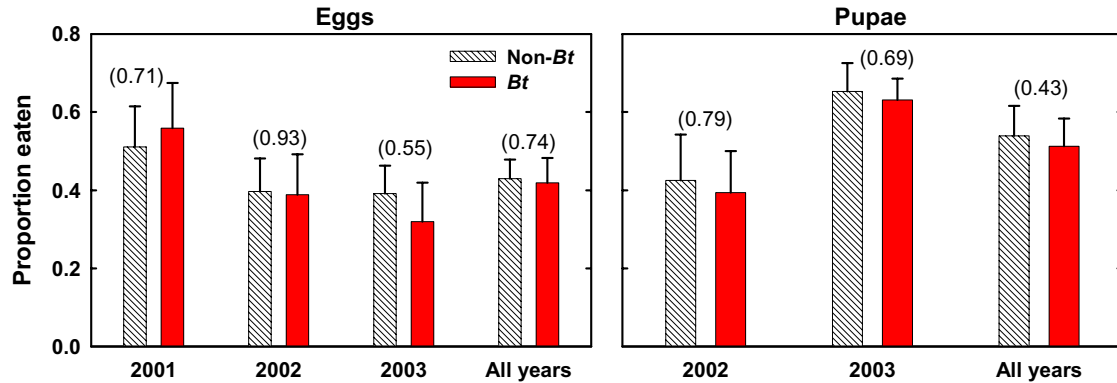 Eggs
Pupae
Proportion eaten
0.8
0.6
0.4
0.2
0.0
Non-Bt
Bt
(0.71)
(0.93)
(0.55)
(0.74)
(0.79)
(0.69)
(0.43)
2001
2002
2003
All years
2002
2003
All years